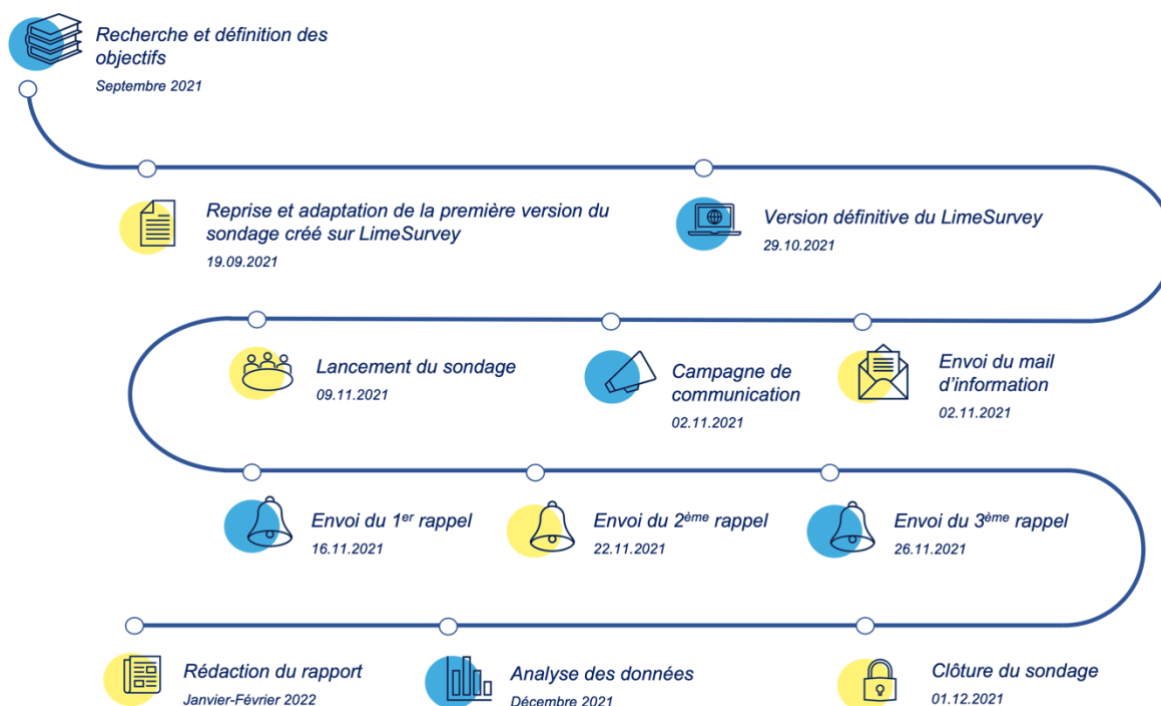 Recherche et définition des
objectifs
Septembre 2021
Reprise et adaptation de la première version du
sondage créé sur LimeSurvey
19.09.2021
Version définitive du LimeSurvey
29.10.2021
Lancement du sondage
09.11.2021
Campagne de
communication
02.11.2021
Envoi du mail
d'information
02.11.2021
Envoi du 1er rappel
16.11.2021
Envoi du 2ème rappel
22.11.2021
Envoi du 3ème rappel
26.11.2021
Rédaction du rapport
Janvier-Février 2022
Analyse des données
Décembre 2021
Clôture du sondage
01.12.2021